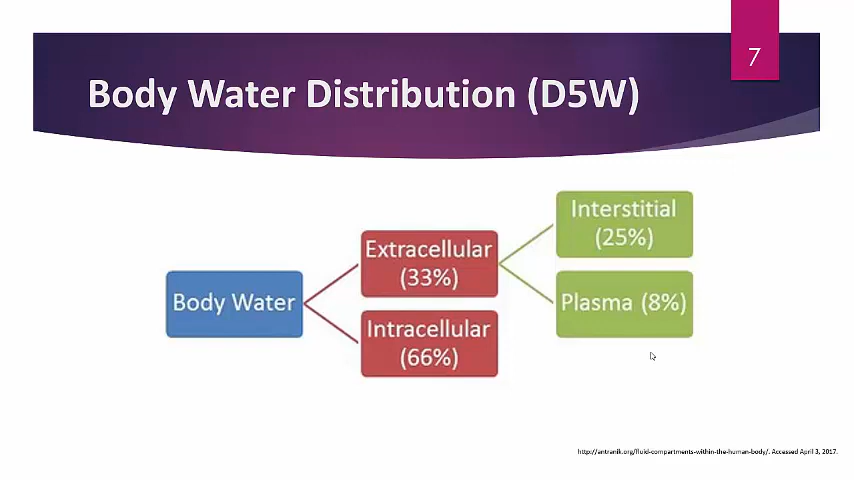 7
Body Water Distribution (D5W)
Interstitial
(25%)
Extracellular
(33%)
Body Water
Plasma (8%)
Intracellular
(66%)
http://antranik.org/fluid-compartments-within-the-human-body/. Accessed April 3, 2017.